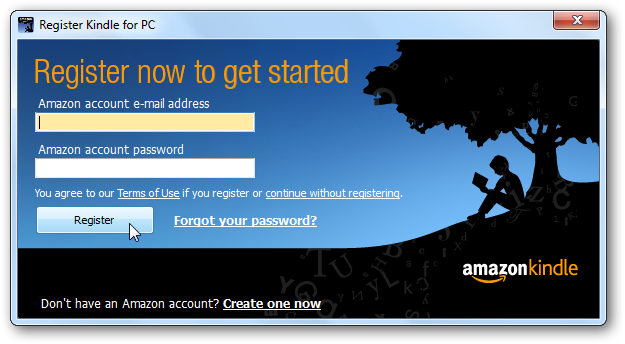 Register Kindle for PC
Register now to get started
Amazon account e-mail address
Amazon account password
You agree to our Terms of Use if you register or continue without registering.
Register Forgot your password?
amazonkindle
Don't have an Amazon account? Create one now